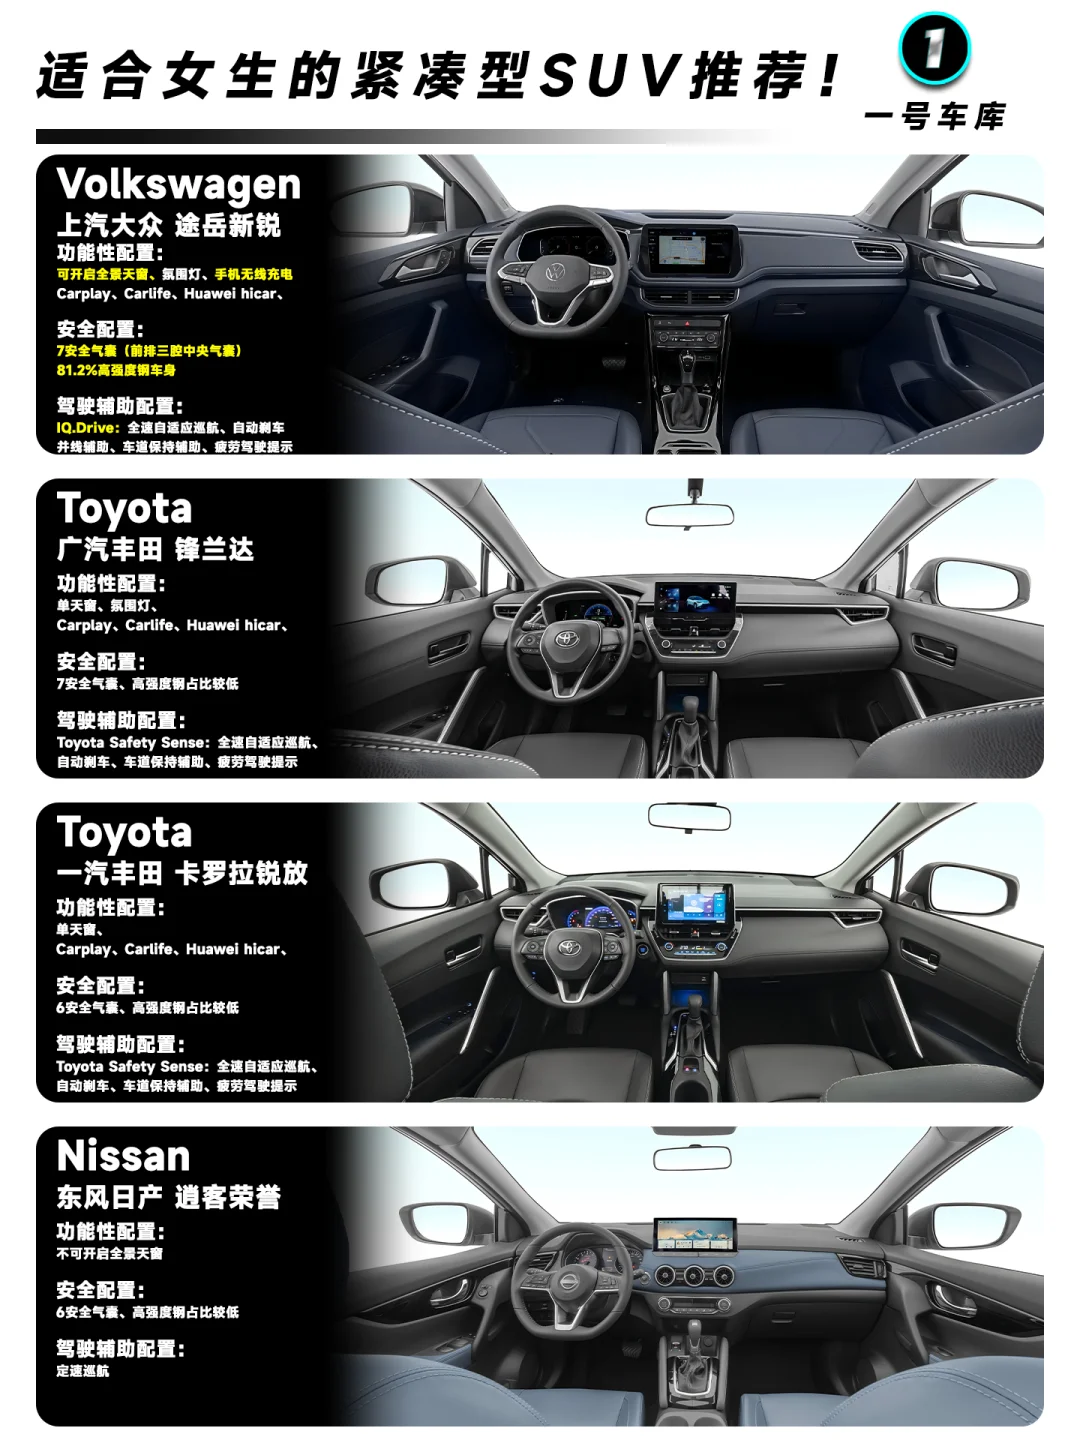 适合女生的紧凑型SUV推荐!
1
一号车库
Volkswagen
上汽大众 途岳新锐
功能性配置：
可开启全景天窗、氛围灯、手机无线充电
Carplay、Carlife、Huawei hicar、
安全配置：
7安全气囊（前排三腔中央气囊）
81.2%高强度钢车身
驾驶辅助配置：
IQ.Drive：全速自适应巡航、自动刹车
并线辅助、车道保持辅助、疲劳驾驶提示
Toyota
广汽丰田 锋兰达
功能性配置：
单天窗、氛围灯、
Carplay、Carlife、Huawei hicar、
安全配置：
7安全气囊、高强度钢占比较低
驾驶辅助配置：
Toyota Safety Sense：全速自适应巡航、
自动刹车、车道保持辅助、疲劳驾驶提示
Toyota
一汽丰田 卡罗拉锐放
功能性配置：
单天窗、
Carplay、Carlife、Huawei hicar、
安全配置：
6安全气囊、高强度钢占比较低
驾驶辅助配置：
Toyota Safety Sense：全速自适应巡航、
自动刹车、车道保持辅助、疲劳驾驶提示
Nissan
东风日产 逍客荣誉
功能性配置：
不可开启全景天窗
安全配置：
6安全气囊、高强度钢占比较低
驾驶辅助配置：
定速巡航